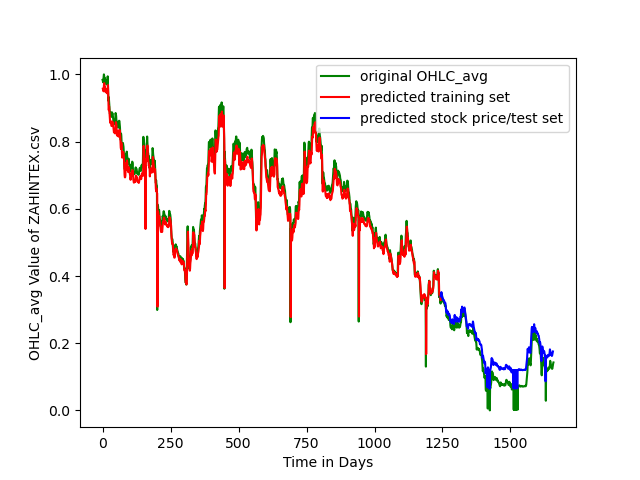 original OHLC_avg
predicted training set
predicted stock price/test set
OHLC_avg Value of ZAHINTEX.csv
1.0
0.8
0.6
0.4
0.2
0.0
0 250 500 750 1000 1250 1500
Time in Days